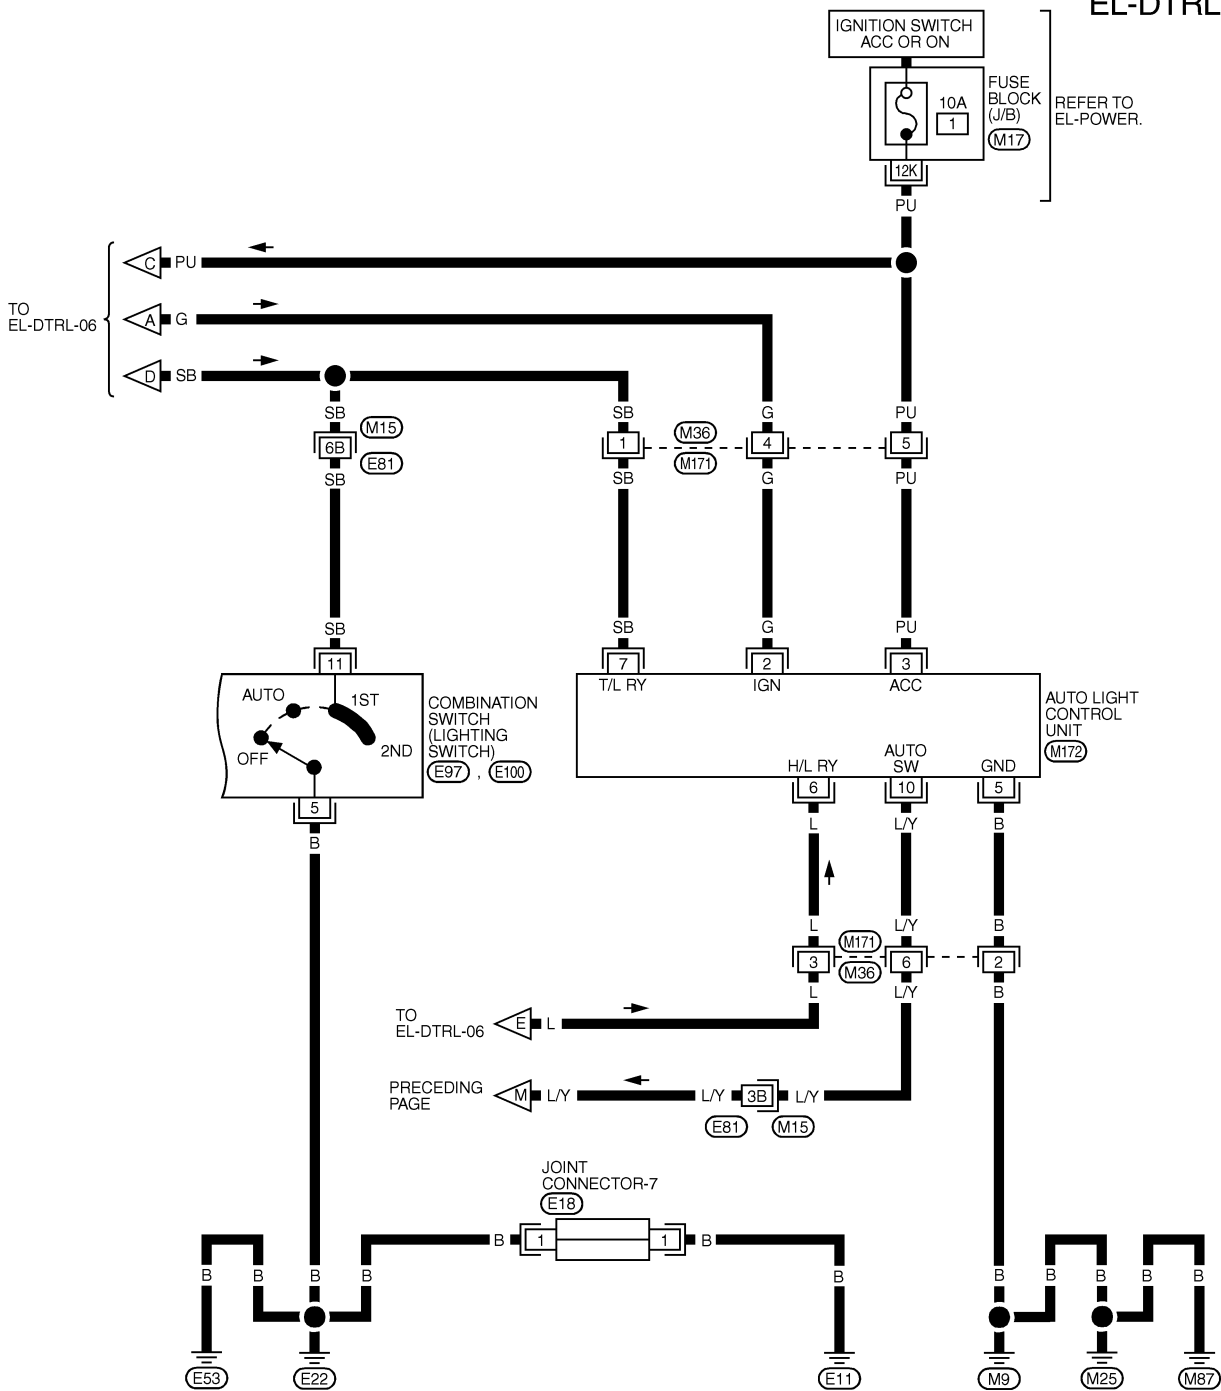 EL-DTRL
IGNITION SWITCH
ACC OR ON
FUSE
BLOCK
(J/B)
M17
10A
1
REFER TO
EL-POWER.
12K
PU
C PU
TO
EL-DTRL-06
A G
D SB
SB
M15
6B
E81
SB
SB
G
PU
1
M36
M171
4
5
SB
G
PU
SB
SB
G
PU
11
7
2
3
T/L RY
IGN
ACC
AUTO
1ST
OFF
2ND
COMBINATION
SWITCH
(LIGHTING
SWITCH)
E97 , E100
AUTO LIGHT
CONTROL
UNIT
M172
H/L RY
AUTO
SW
GND
5
6
10
5
B
L
L/Y
B
L
L/Y
B
M171
M36
3
6
2
L
L/Y
B
TO
EL-DTRL-06
E L
PRECEDING
PAGE
M L/Y
L/Y
3B
L/Y
E81
M15
JOINT
CONNECTOR-7
E18
B
1
1
B
B
B
B
B
B
B
B
B
B
B
E53
E22
E11
M9
M25
M87